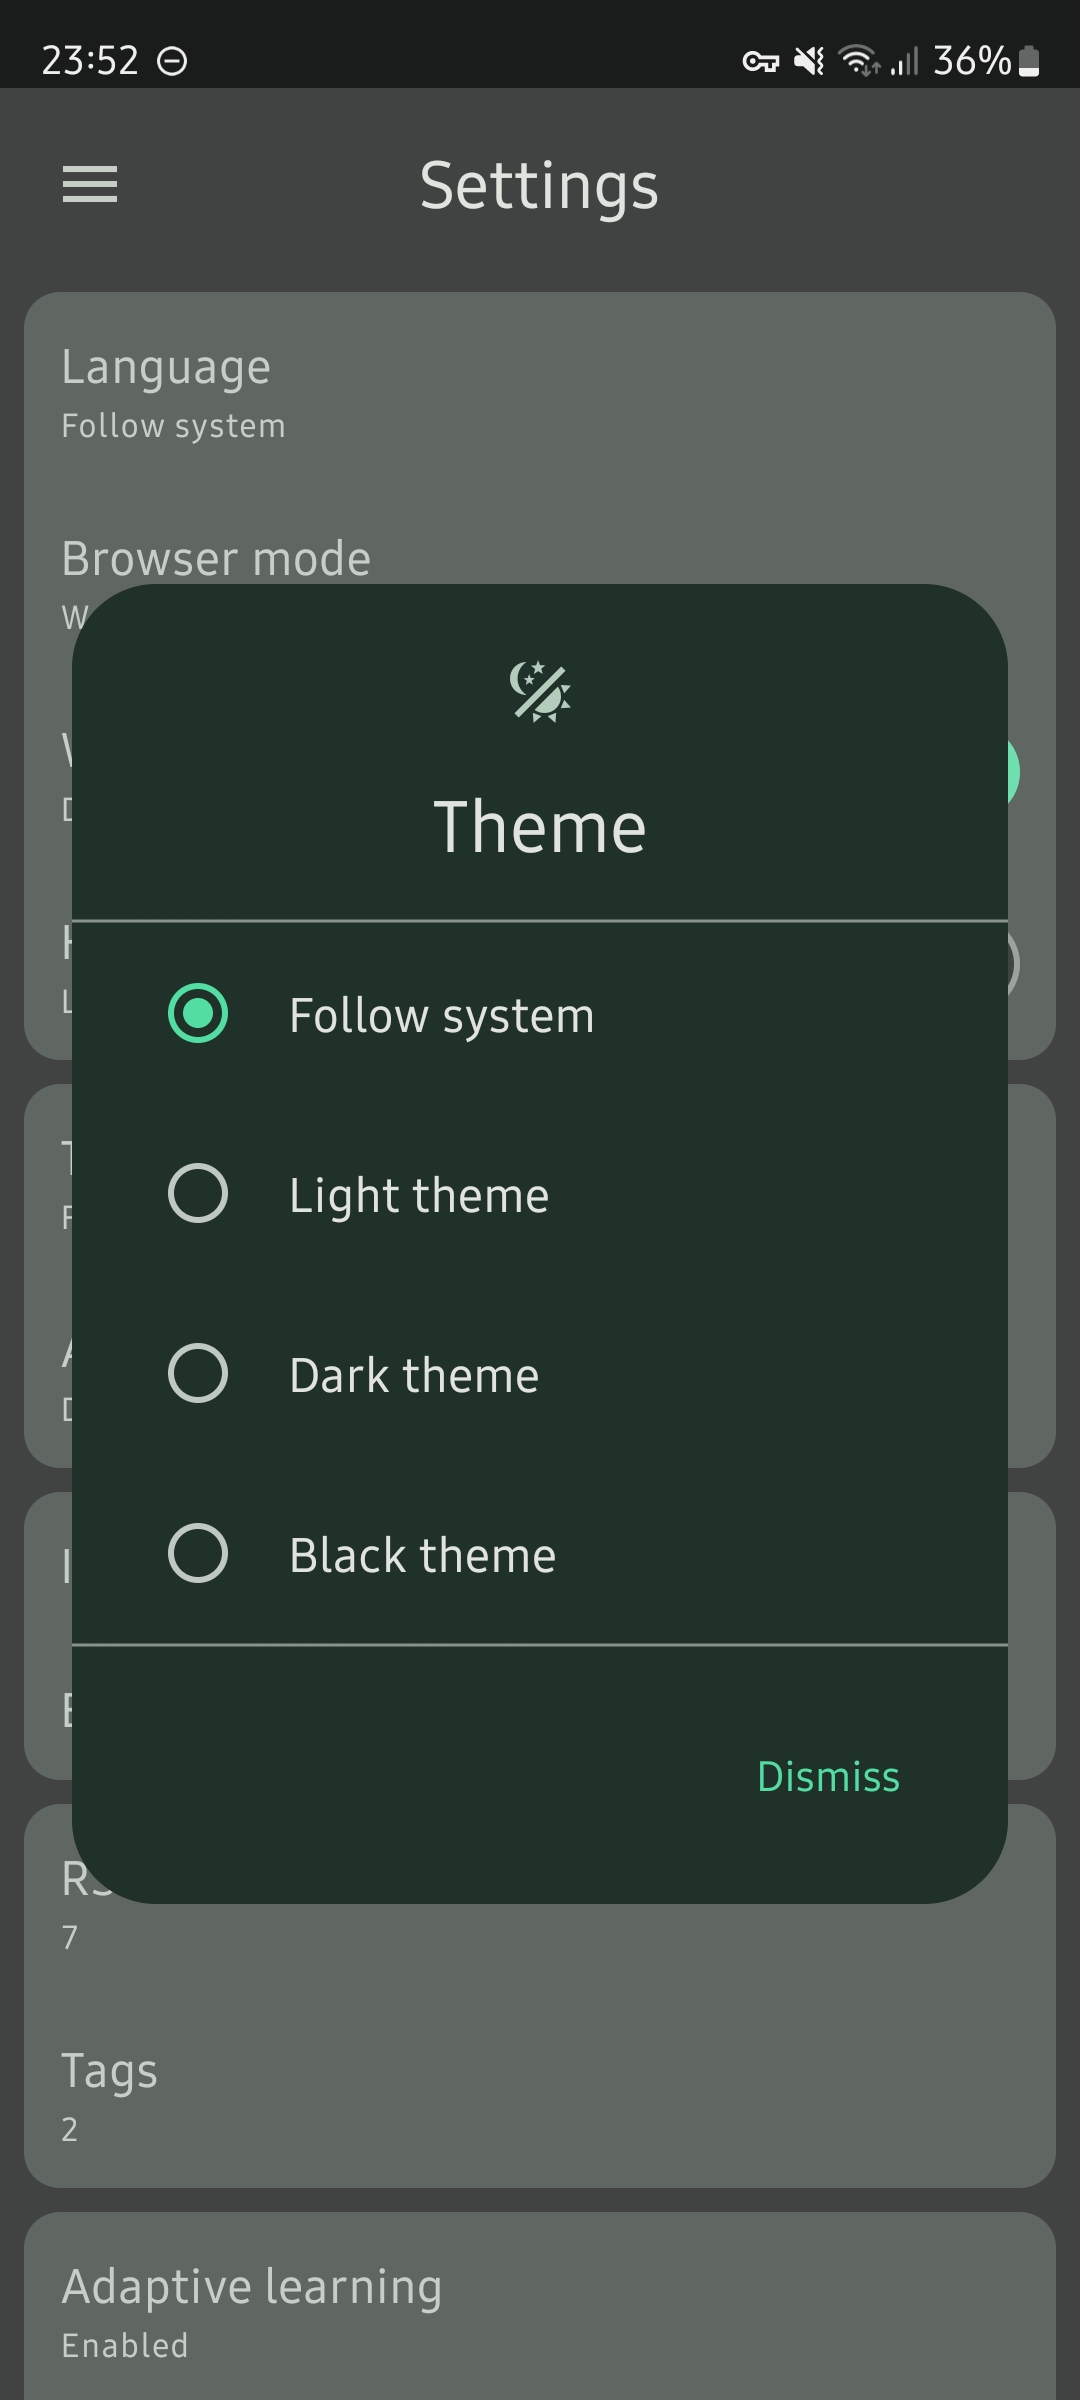 23:52
36%
Settings
Language
Follow system
Browser mode
Theme
Follow system
Light theme
Dark theme
Black theme
Dismiss
7
Tags
2
Adaptive learning
Enabled